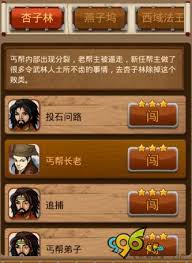 杏子林
燕子坞
西域法王
丐帮内部出现分裂，老帮主被逼走，新任帮主做了
很多令武林人士所不齿的事情，去杏子林除掉这个
败类。
投石问路
闯
丐帮长老
闯
追捕
闯
丐帮弟子
996